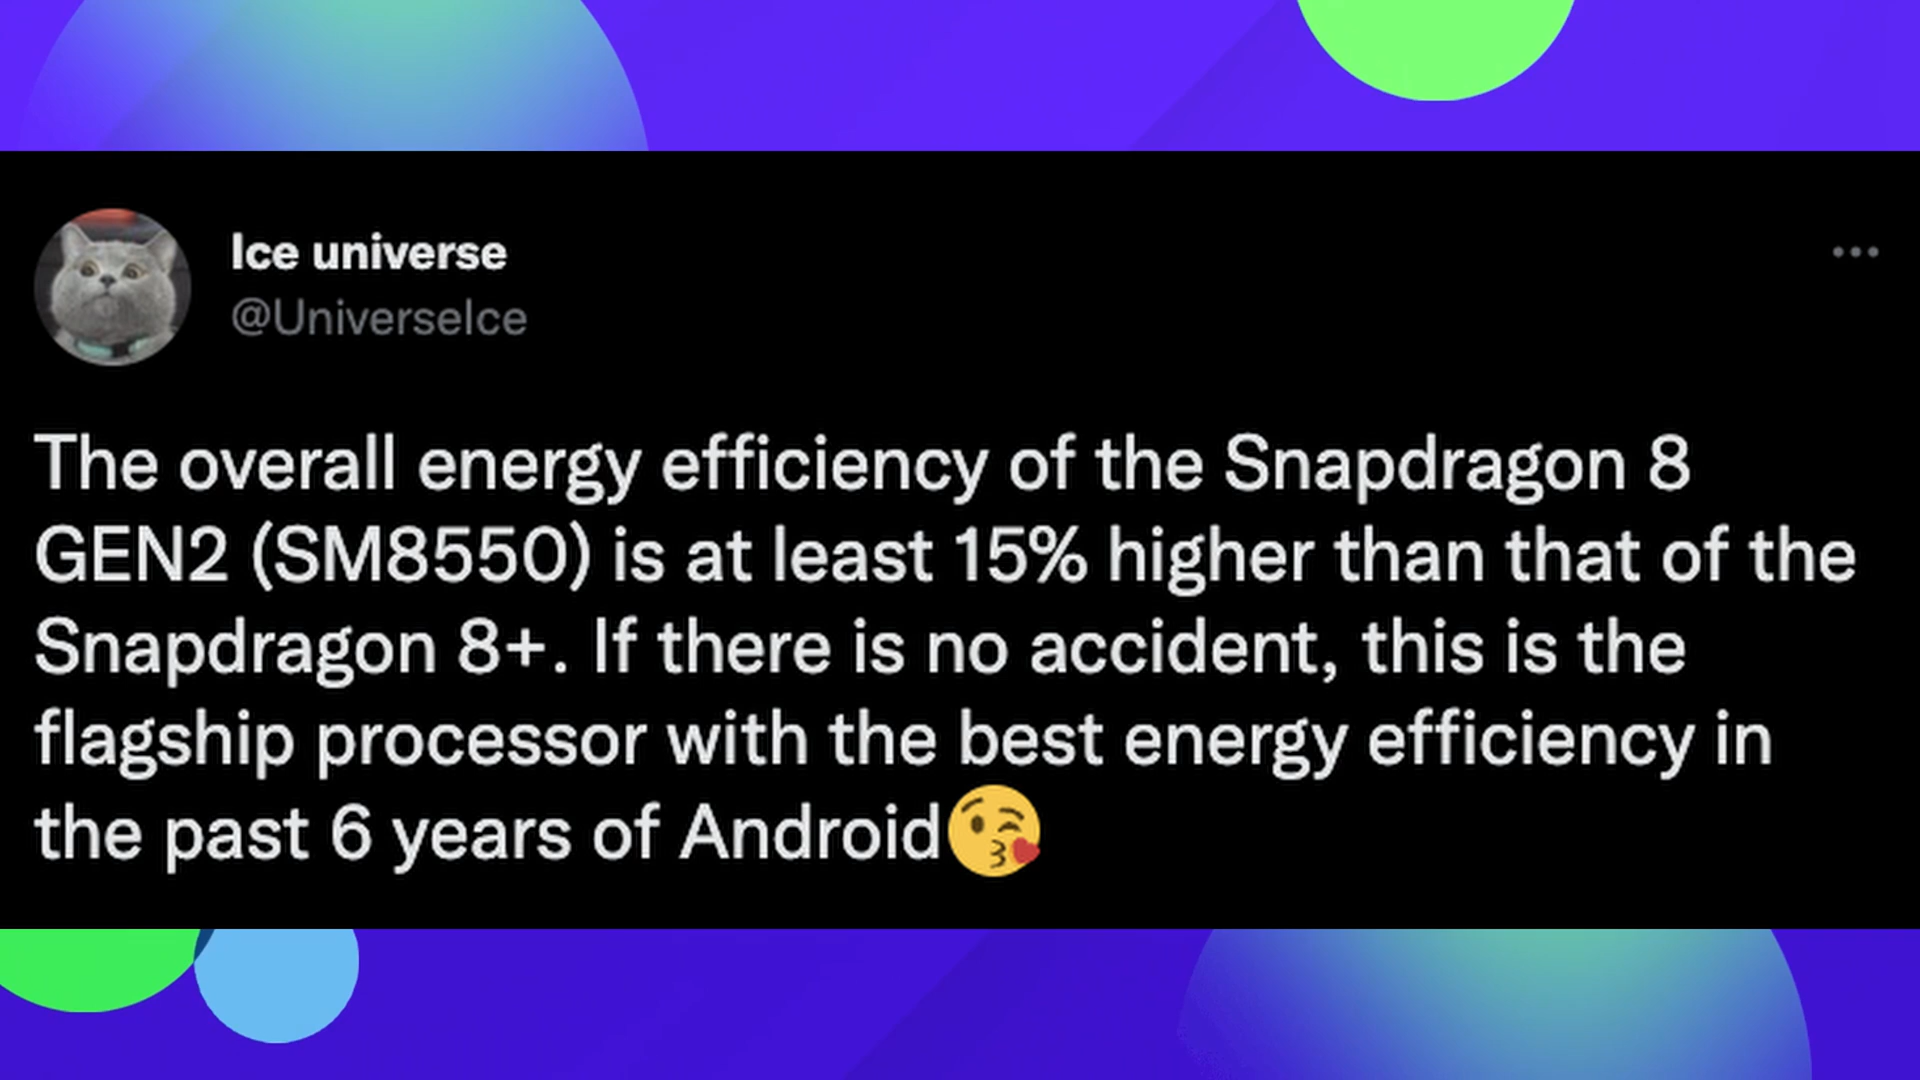 Ice universe
@UniverseIce
The overall energy efficiency of the Snapdragon 8
GEN2 (SM8550) is at least 15% higher than that of the
Snapdragon 8+. If there is no accident, this is the
flagship processor with the best energy efficiency in
the past 6 years of Android😘